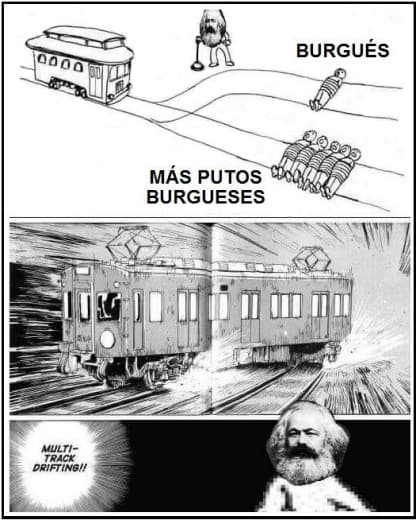 BURGUÉS
MÁS PUTOS
BURGUESES
MULTI-
TRACK
DRIFTING!!